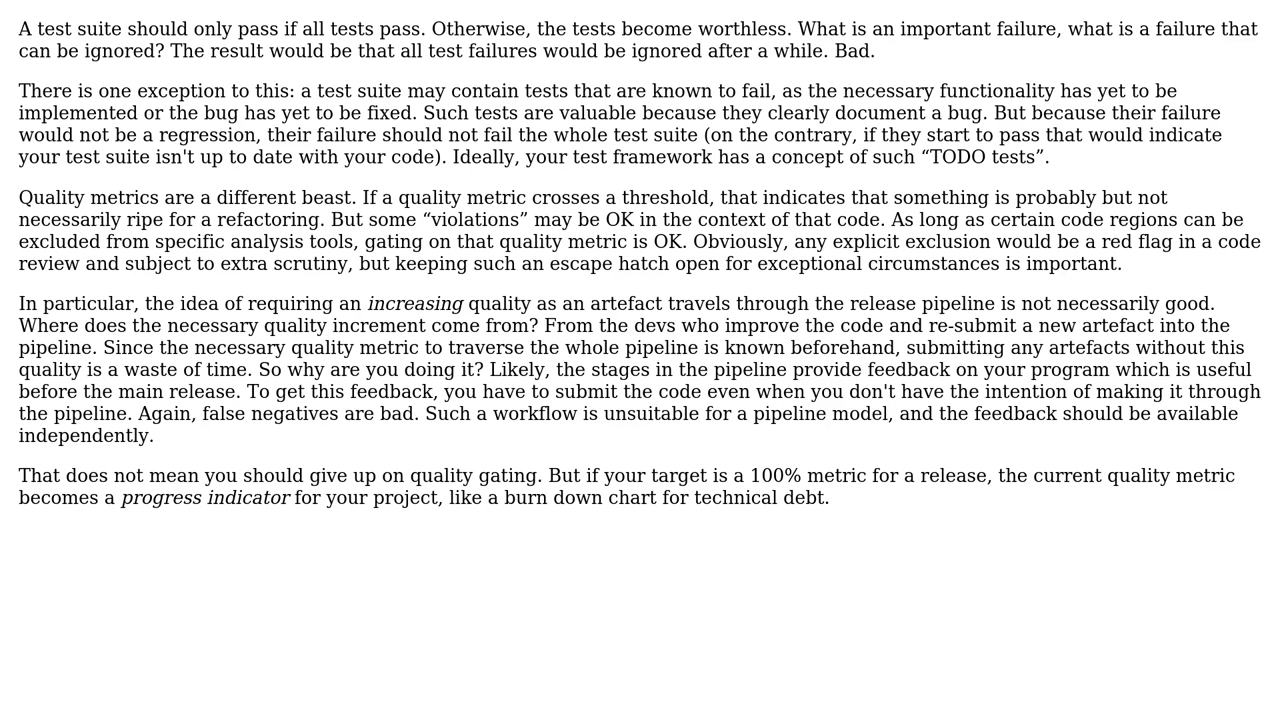 A test suite should only pass if all tests pass. Otherwise, the tests become worthless. What is an important failure, what is a failure that
can be ignored? The result would be that all test failures would be ignored after a while. Bad.
There is one exception to this: a test suite may contain tests that are known to fail, as the necessary functionality has yet to be
implemented or the bug has yet to be fixed. Such tests are valuable because they clearly document a bug. But because their failure
would not be a regression, their failure should not fail the whole test suite (on the contrary, if they start to pass that would indicate
your test suite isn't up to date with your code). Ideally, your test framework has a concept of such “TODO tests”.
Quality metrics are a different beast. If a quality metric crosses a threshold, that indicates that something is probably but not
necessarily ripe for a refactoring. But some “violations” may be OK in the context of that code. As long as certain code regions can be
excluded from specific analysis tools, gating on that quality metric is OK. Obviously, any explicit exclusion would be a red flag in a code
review and subject to extra scrutiny, but keeping such an escape hatch open for exceptional circumstances is important.
In particular, the idea of requiring an increasing quality as an artefact travels through the release pipeline is not necessarily good.
Where does the necessary quality increment come from? From the devs who improve the code and re-submit a new artefact into the
pipeline. Since the necessary quality metric to traverse the whole pipeline is known beforehand, submitting any artefacts without this
quality is a waste of time. So why are you doing it? Likely, the stages in the pipeline provide feedback on your program which is useful
before the main release. To get this feedback, you have to submit the code even when you don't have the intention of making it through
the pipeline. Again, false negatives are bad. Such a workflow is unsuitable for a pipeline model, and the feedback should be available
independently.
That does not mean you should give up on quality gating. But if your target is a 100% metric for a release, the current quality metric
becomes a progress indicator for your project, like a burn down chart for technical debt.